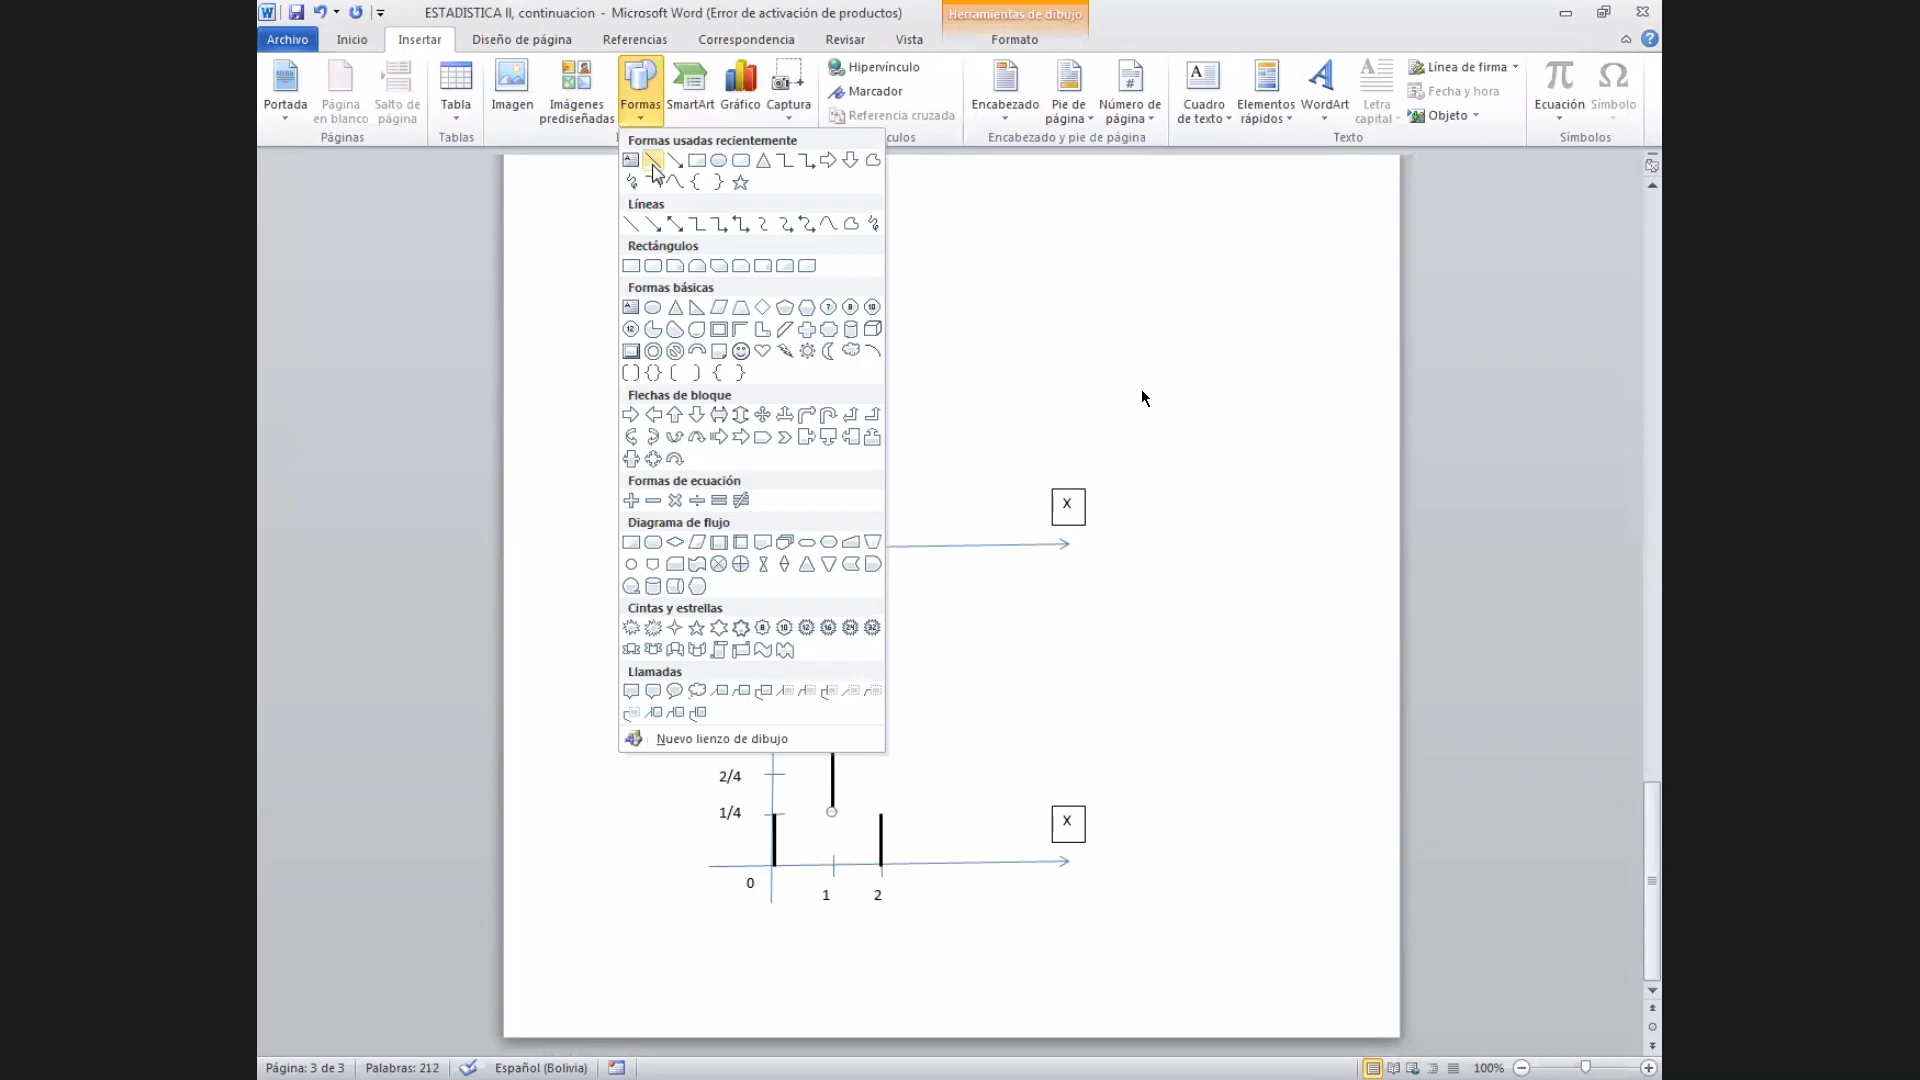 ESTADISTICA II, continuacion - Microsoft Word (Error de activación de productos)
Herramientas de dibujo
Archivo
Inicio
Insertar
Diseño de página
Referencias
Correspondencia
Revisar
Vista
Formato
Portada
Página en blanco
Salto de página
Páginas
Tabla
Tablas
Imagen
Imágenes prediseñadas
Formas
SmartArt
Gráfico
Captura
Hipervínculo
Marcador
Referencia cruzada
culos
Encabezado
Pie de página
Número de página
Encabezado y pie de página
Cuadro de texto
Elementos rápidos
WordArt
Letra capital
Línea de firma
Fecha y hora
Objeto
Texto
Ecuación
Símbolo
Símbolos
Formas usadas recientemente
Líneas
Rectángulos
Formas básicas
Flechas de bloque
Formas de ecuación
Diagrama de flujo
Cintas y estrellas
Llamadas
Nuevo lienzo de dibujo
X
2/4
1/4
X
0
1
2
Página: 3 de 3
Palabras: 212
Español (Bolivia)
100%